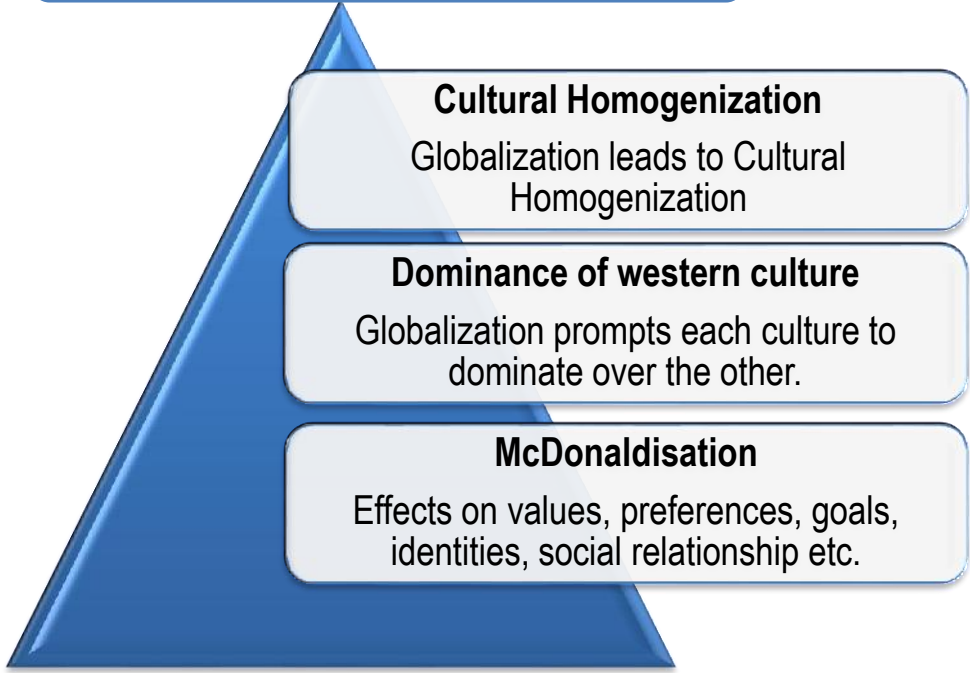 Cultural Homogenization
Globalization leads to Cultural
Homogenization
Dominance of western culture
Globalization prompts each culture to
dominate over the other.
McDonaldisation
Effects on values, preferences, goals,
identities, social relationship etc.